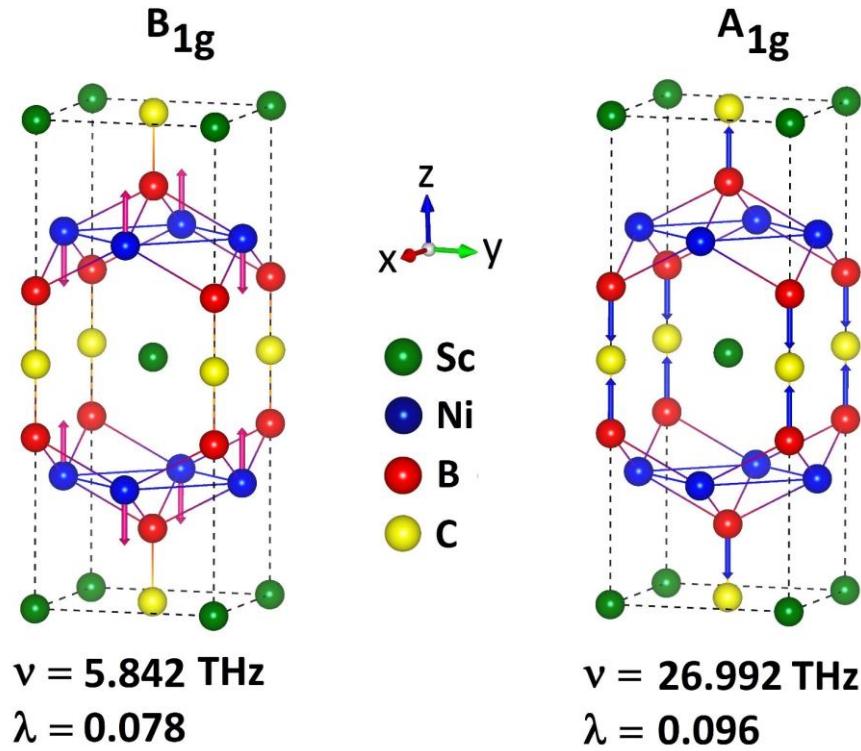 B1g
A1g
z
x
y
Sc
Ni
B
C
ν = 5.842 THz
λ = 0.078
ν = 26.992 THz
λ = 0.096